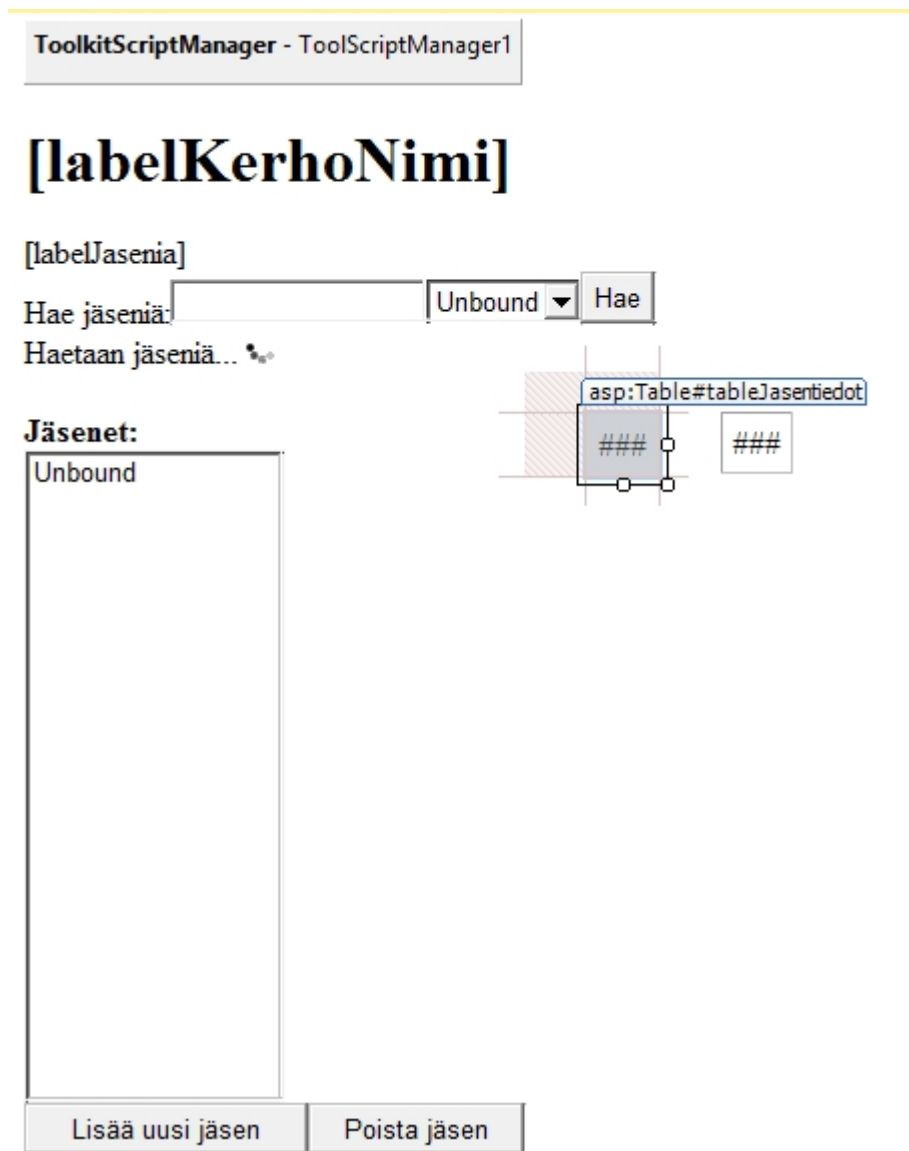 ToolkitScriptManager - ToolScriptManager1
[labelKerhoNimi]
[labelJasenia]
Hae jäseniä: Unbound Hae
Haetaan jäseniä...
asp:Table#tableJasentiedot
### ###
Jäsenet:
Unbound
Lisää uusi jäsen Poista jäsen